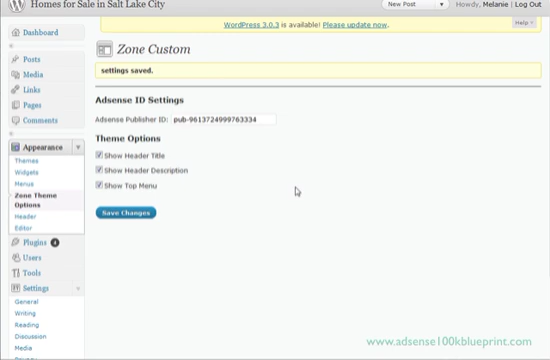 Homes for Sale in Salt Lake City
New Post
Howdy, Melanie | Log Out
WordPress 3.0.3 is available! Please update now.
Help
Dashboard
Posts
Media
Links
Pages
Comments
Appearance
Themes
Widgets
Menus
Zone Theme
Options
Header
Editor
Plugins 4
Users
Tools
Settings
General
Writing
Reading
Discussion
Media
Zone Custom
settings saved.
Adsense ID Settings
Adsense Publisher ID: pub-9613724999763334
Theme Options
Show Header Title
Show Header Description
Show Top Menu
Save Changes
www.adsense100kblueprint.com